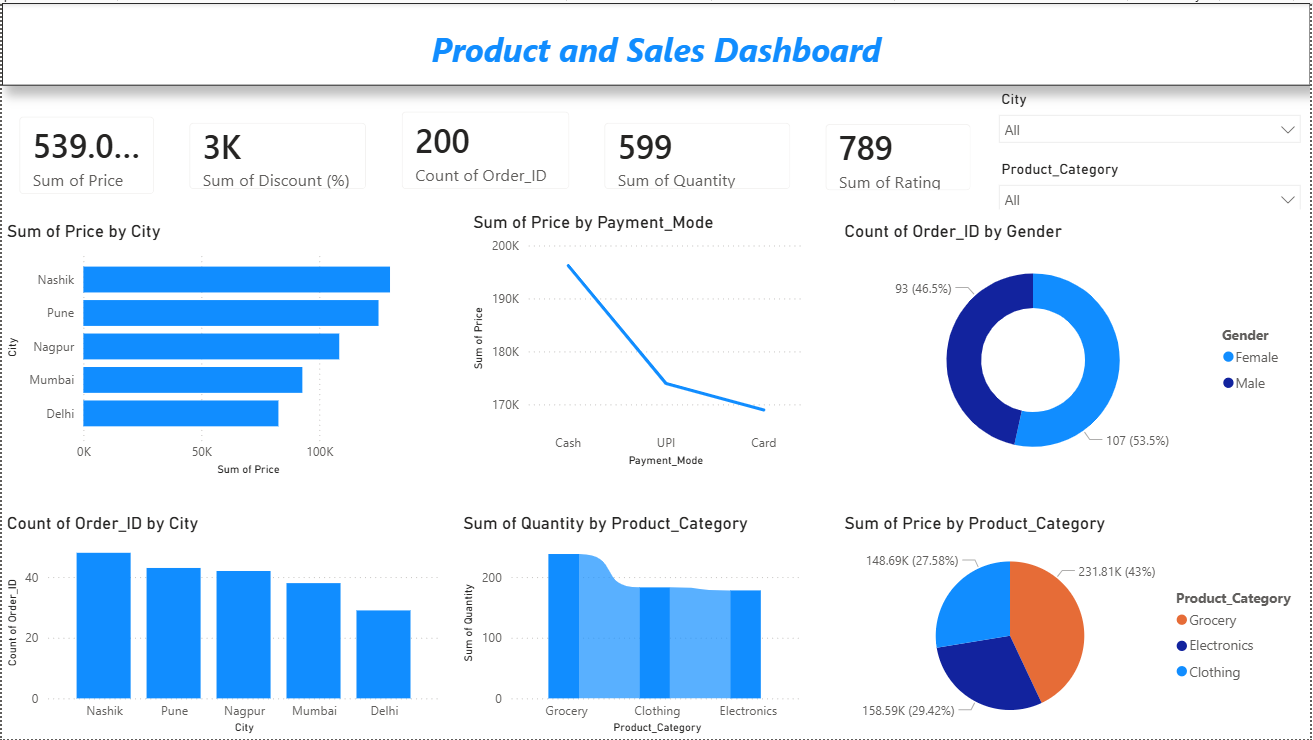 Product and Sales Dashboard
539.0...
Sum of Price
3K
Sum of Discount (%)
200
Count of Order_ID
599
Sum of Quantity
789
Sum of Rating
City
All
Product_Category
All
Sum of Price by City
City
Nashik
Pune
Nagpur
Mumbai
Delhi
0K
50K
100K
Sum of Price
Sum of Price by Payment_Mode
Sum of Price
200K
190K
180K
170K
Cash
UPI
Card
Payment_Mode
Count of Order_ID by Gender
93 (46.5%)
107 (53.5%)
Gender
Female
Male
Count of Order_ID by City
Count of Order_ID
40
20
0
Nashik
Pune
Nagpur
Mumbai
Delhi
City
Sum of Quantity by Product_Category
Sum of Quantity
200
100
0
Grocery
Clothing
Electronics
Product_Category
Sum of Price by Product_Category
148.69K (27.58%)
231.81K (43%)
158.59K (29.42%)
Product_Category
Grocery
Electronics
Clothing